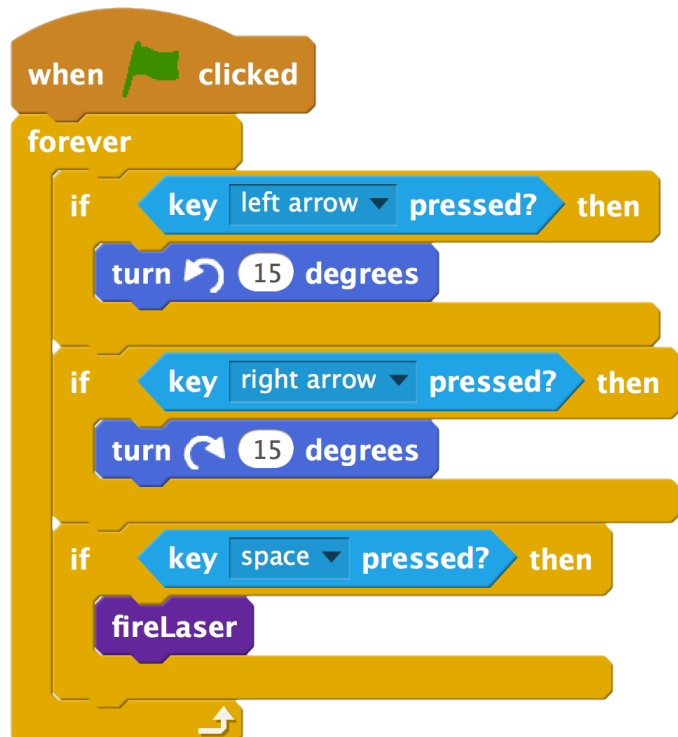 when clicked
forever
if key left arrow pressed? then
turn 15 degrees
if key right arrow pressed? then
turn 15 degrees
if key space pressed? then
fireLaser